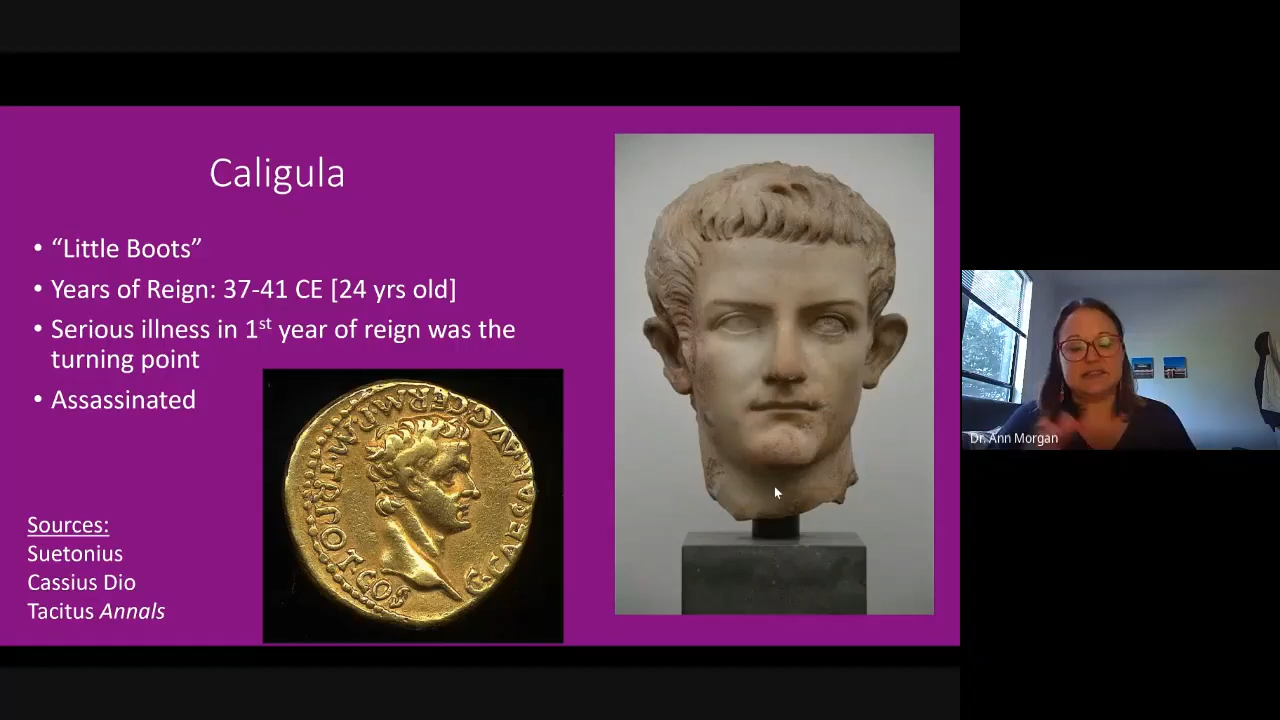 Caligula
• “Little Boots”
• Years of Reign: 37-41 CE [24 yrs old]
• Serious illness in 1st year of reign was the
turning point
• Assassinated
Sources:
Suetonius
Cassius Dio
Tacitus Annals
Dr. Ann Morgan